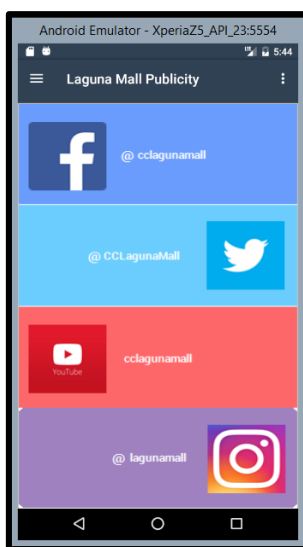 Android Emulator - XperiaZ5_API_23:5554
5:44
Laguna Mall Publicity
@ cclagunamall
@ CCLagunaMall
YouTube
cclagunamall
@ lagunamall